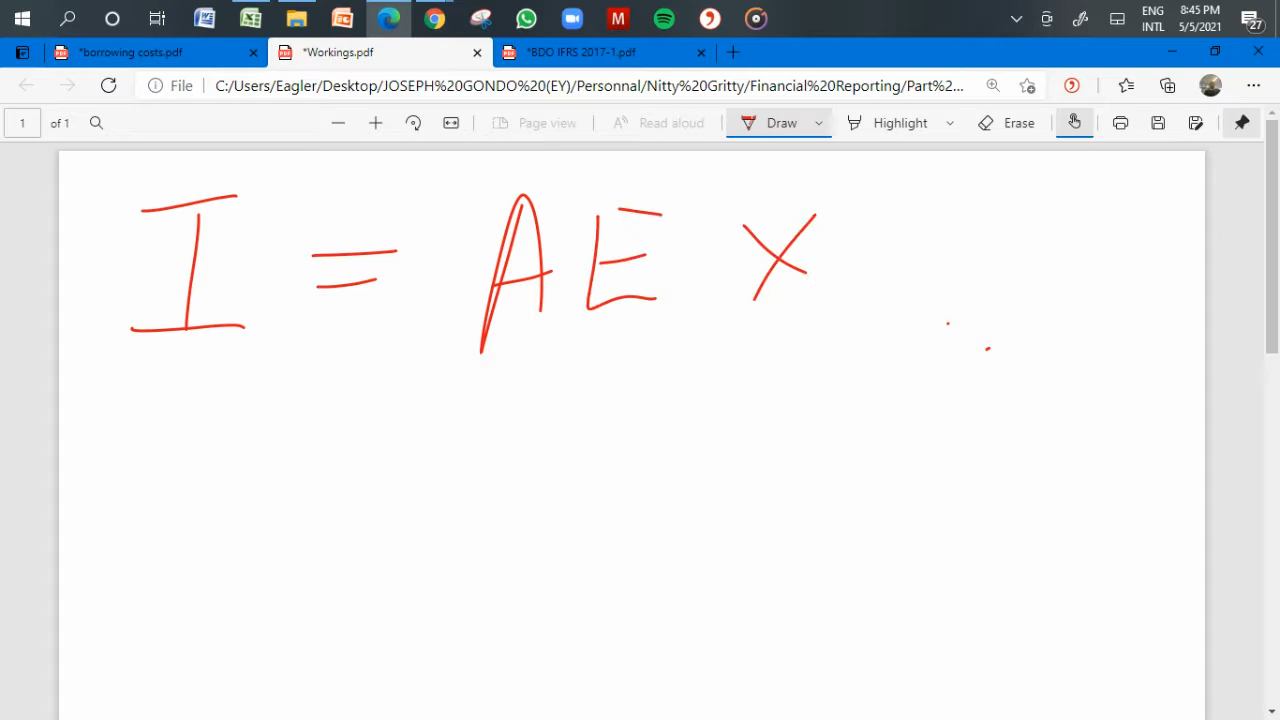 ENG 8:45 PM
INTL 5/5/2021 27
*borrowing costs.pdf *Workings.pdf *BDO IFRS 2017-1.pdf
File C:/Users/Eagler/Desktop/JOSEPH%20GONDO%20(EY)/Personnal/Nitty%20Gritty/Financial%20Reporting/Part%...
1 of 1 Page view Read aloud Draw Highlight Erase
I = AE X